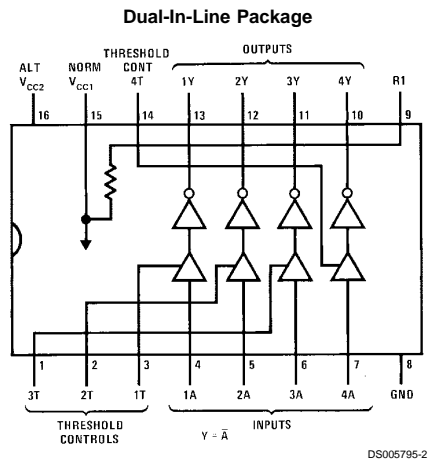 Dual-In-Line Package
ALT
VCC2
NORM
VCC1
THRESHOLD
CONT
4T
OUTPUTS
1Y 2Y 3Y 4Y
R1
16 15 14 13 12 11 10 9
1 2 3 4 5 6 7 8
3T 2T 1T 1A 2A 3A 4A GND
THRESHOLD
CONTROLS
INPUTS
Y = A̅
DS005795-2